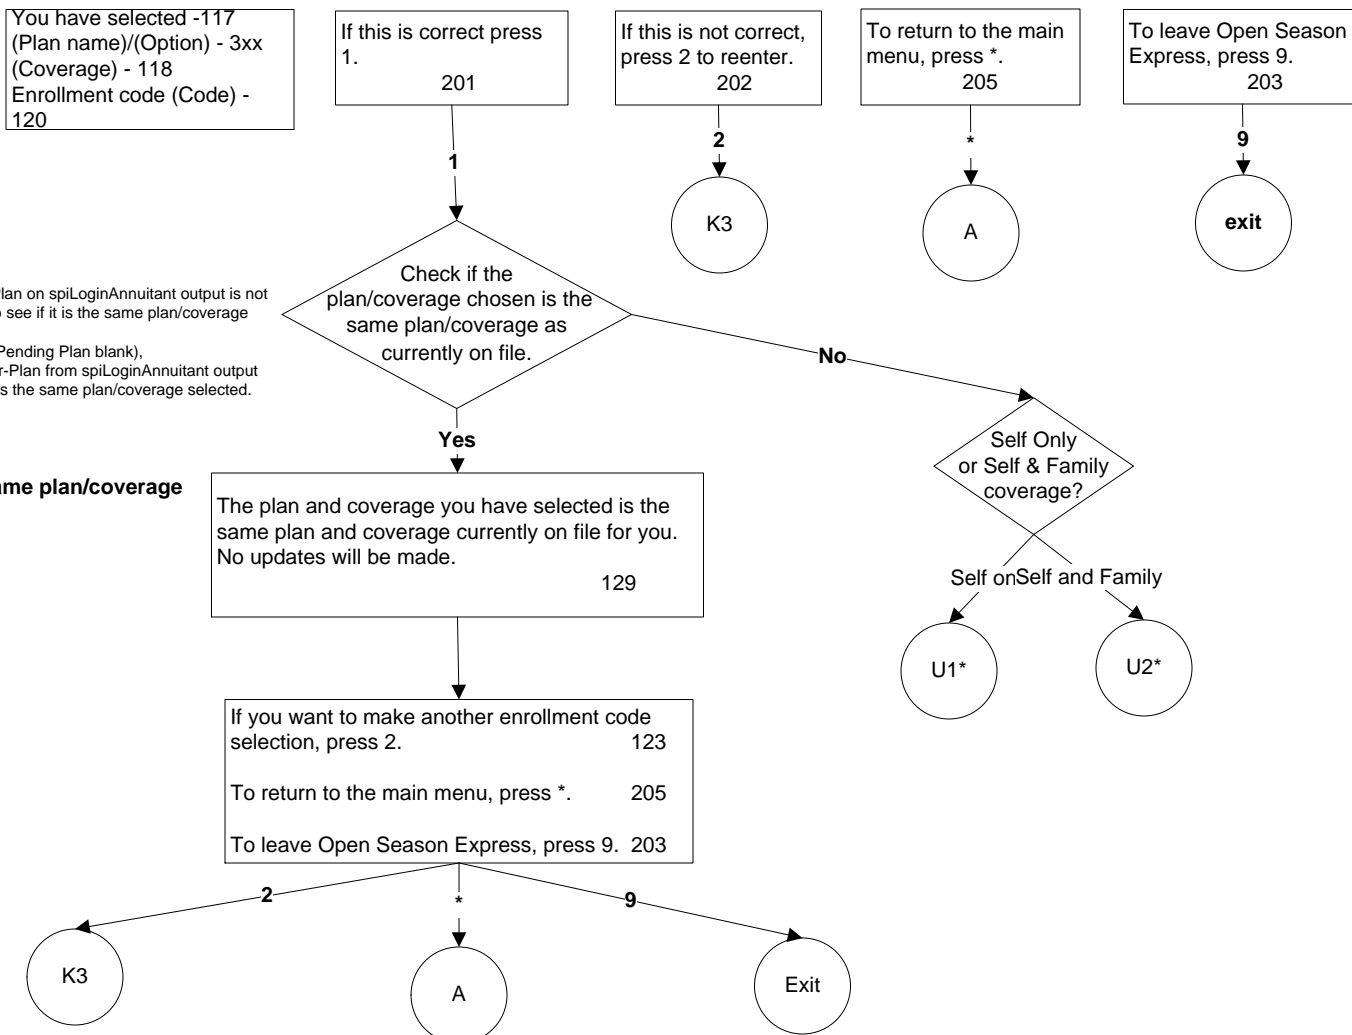 You have selected -117
(Plan name)/(Option) - 3xx
(Coverage) - 118
Enrollment code (Code) -
120
If this is correct press
1.
201
If this is not correct,
press 2 to reenter.
202
To return to the main
menu, press *.
205
To leave Open Season
Express, press 9.
203
1
2
*
9
K3
A
exit
Check if the
plan/coverage chosen is the
same plan/coverage as
currently on file.
Plan on spiLoginAnnuitant output is not
see if it is the same plan/coverage
Pending Plan blank),
r-Plan from spiLoginAnnuitant output
s the same plan/coverage selected.
No
Yes
Self Only
or Self & Family
coverage?
plan/coverage
The plan and coverage you have selected is the
same plan and coverage currently on file for you.
No updates will be made.
129
Self on
Self and Family
U1*
U2*
If you want to make another enrollment code
selection, press 2. 123
To return to the main menu, press *. 205
To leave Open Season Express, press 9. 203
2
*
9
K3
A
Exit